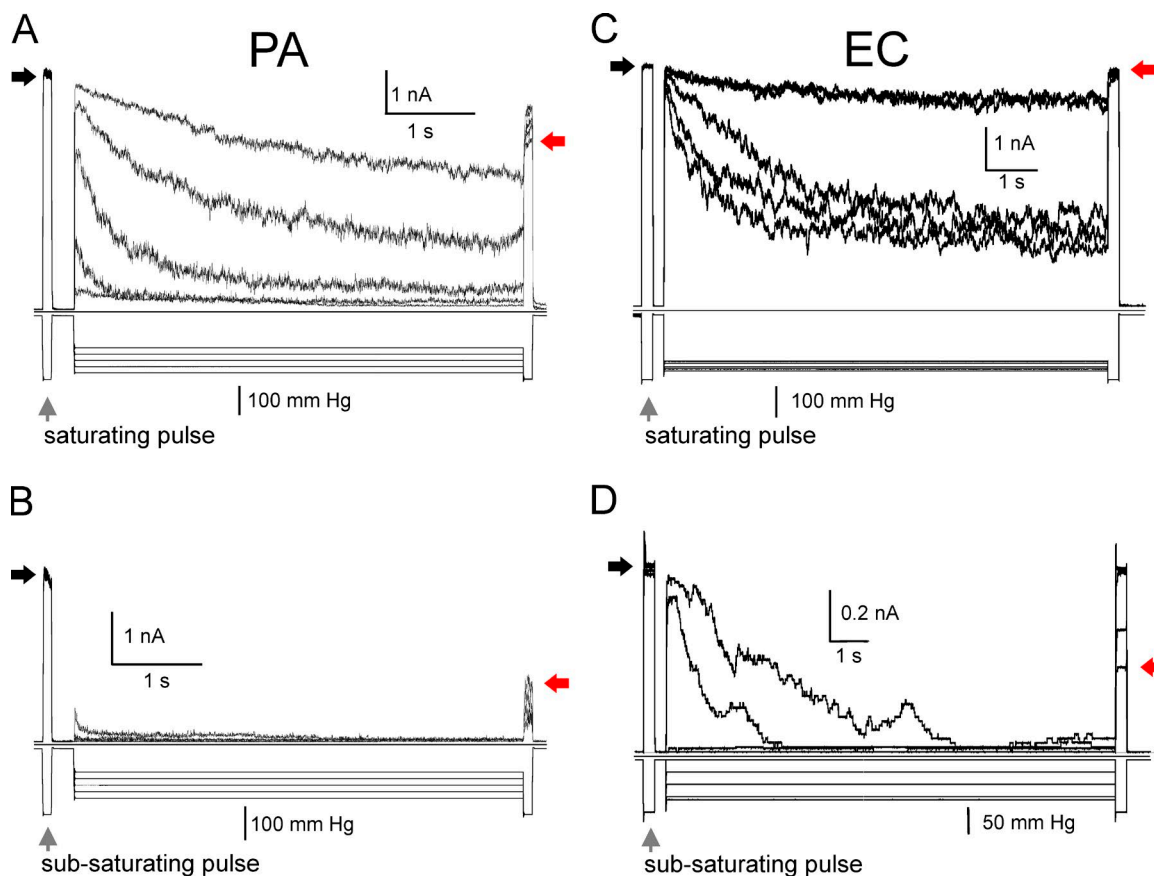 A
PA
1 nA
1 s
100 mm Hg
saturating pulse
C
EC
1 nA
1 s
100 mm Hg
saturating pulse
B
1 nA
1 s
100 mm Hg
sub-saturating pulse
D
0.2 nA
1 s
50 mm Hg
sub-saturating pulse